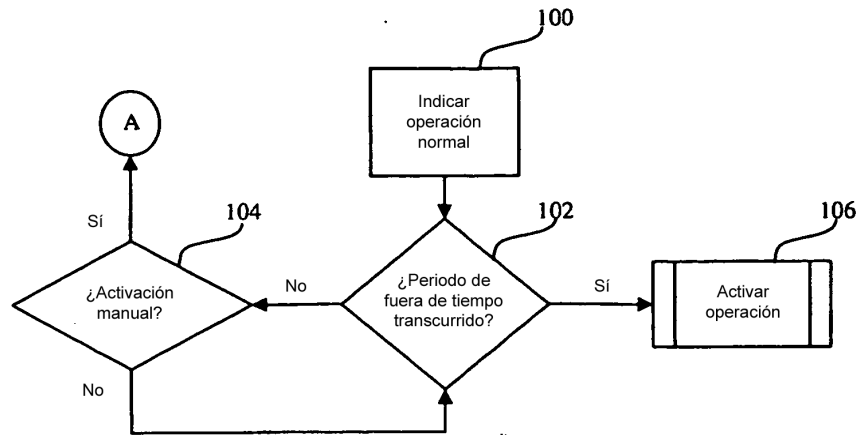 100
Indicar
operación
normal
A
Sí
104
¿Activación
manual?
No
102
¿Periodo de
fuera de tiempo
transcurrido?
No
Sí
106
Activar
operación